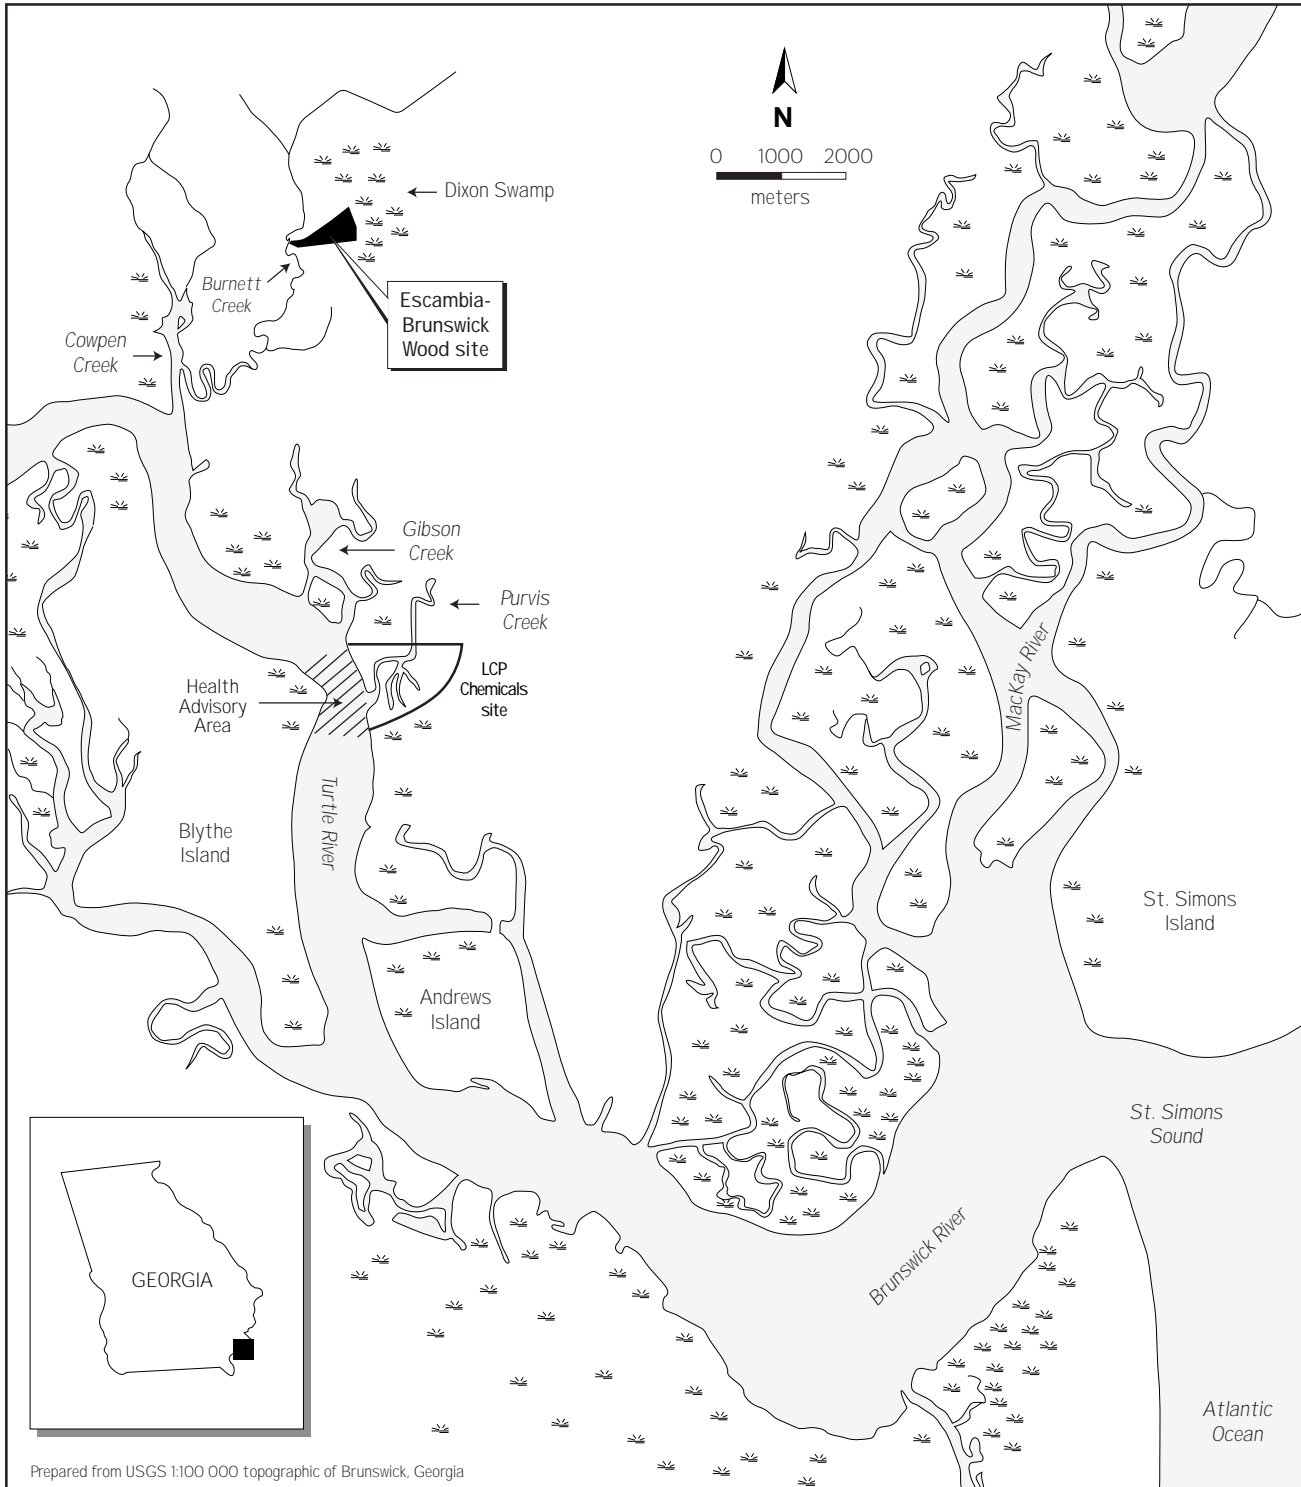 N
0 1000 2000
meters
Dixon Swamp
Burnett
Creek
Escambia-
Brunswick
Wood site
Cowpen
Creek
Gibson
Creek
Purvis
Creek
LCP
Chemicals
site
Health
Advisory
Area
MacKay River
Turtle River
Blythe
Island
St. Simons
Island
Andrews
Island
St. Simons
Sound
Brunswick River
GEORGIA
Atlantic
Ocean
Prepared from USGS 1:100 000 topographic of Brunswick, Georgia